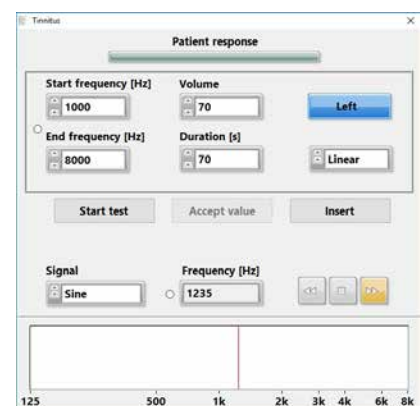 Tinnitus
Patient response
Start frequency [Hz] Volume
1000 70 Left
End frequency [Hz] Duration [s]
8000 70 Linear
Start test Accept value Insert
Signal Frequency [Hz]
Sine 1235
125 500 1k 2k 3k 4k 6k 8k